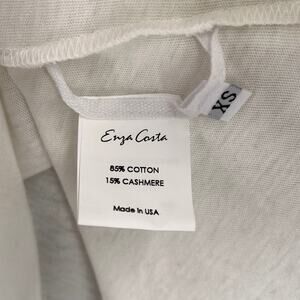 Enza Costa
XS
85% COTTON
15% CASHMERE
Made in USA